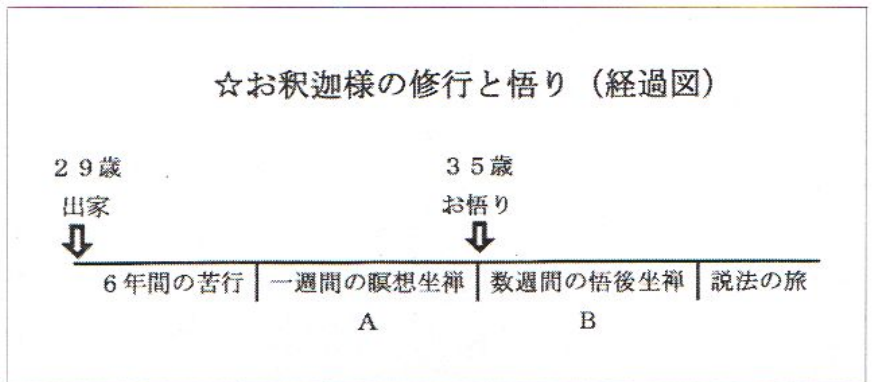 ☆お釈迦様の修行と悟り（経過図）
２９歳 ３５歳
出家 お悟り
６年間の苦行 一週間の瞑想坐禅 数週間の悟後坐禅 説法の旅
A B